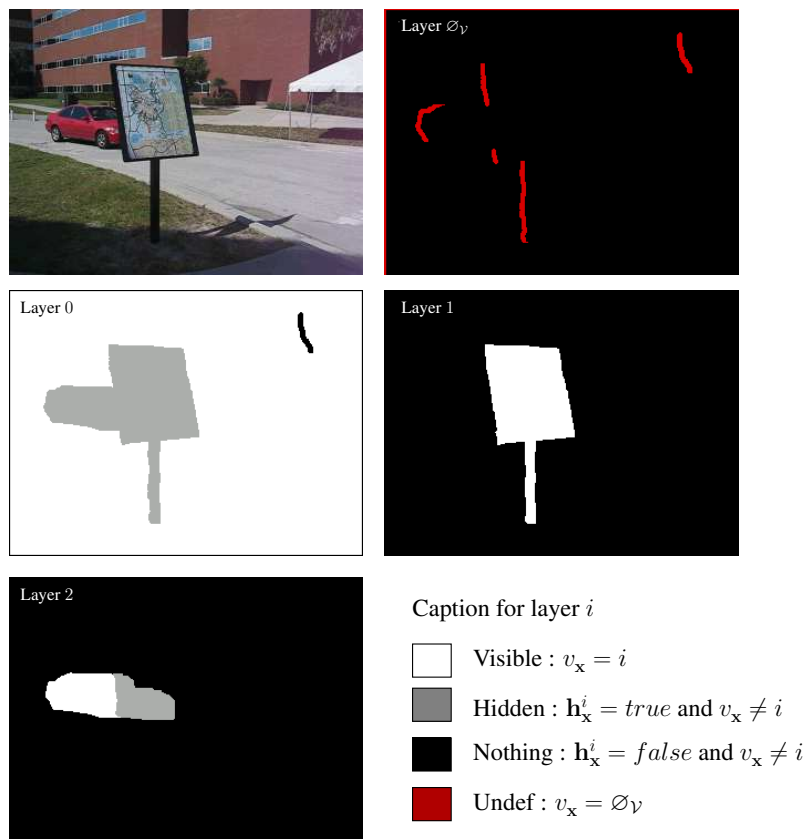 Layer ∅𝒱
Layer 0
Layer 1
Layer 2
Caption for layer i
Visible : vₓ = i
Hidden : hⁱₓ = true and vₓ ≠ i
Nothing : hⁱₓ = false and vₓ ≠ i
Undef : vₓ = ∅𝒱